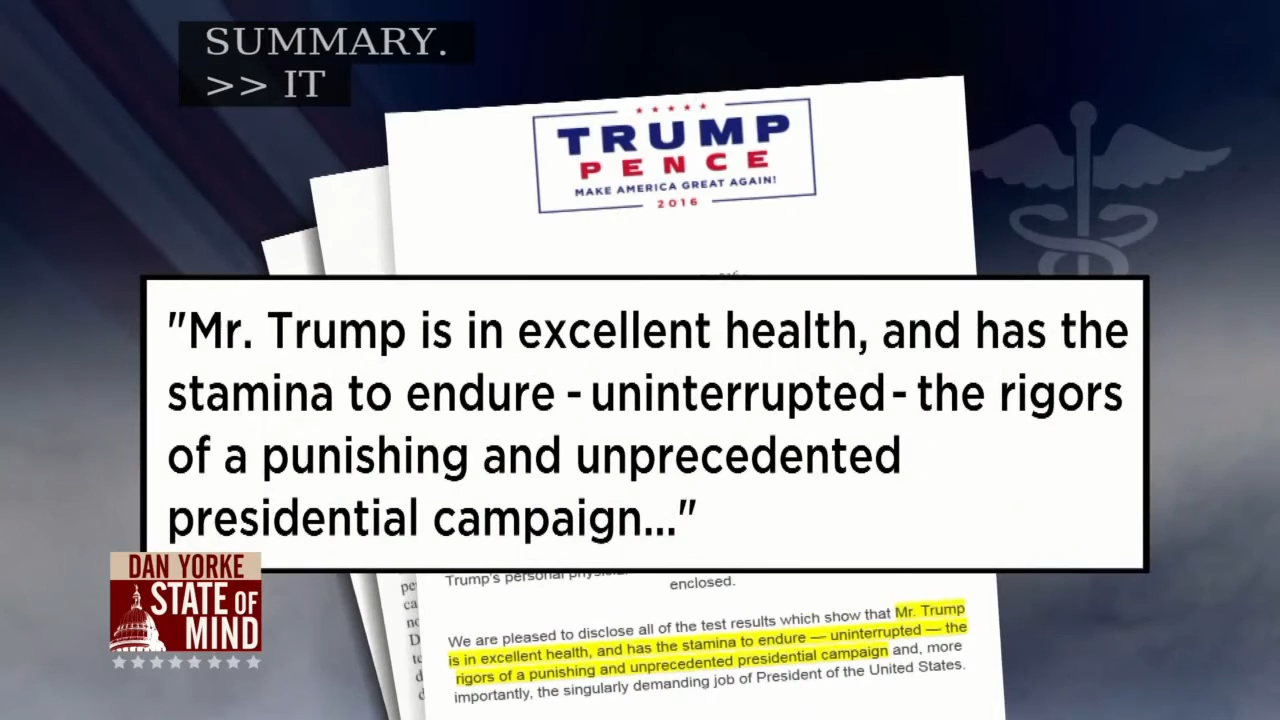 SUMMARY.
>> IT
TRUMP
PENCE
MAKE AMERICA GREAT AGAIN!
2016
"Mr. Trump is in excellent health, and has the
stamina to endure - uninterrupted - the rigors
of a punishing and unprecedented
presidential campaign..."
Trump's personal
enclosed.
We are pleased to disclose all of the test results which show that Mr. Trump
is in excellent health, and has the stamina to endure — uninterrupted — the
rigors of a punishing and unprecedented presidential campaign and, more
importantly, the singularly demanding job of President of the United States.
DAN YORKE
STATE OF
MIND